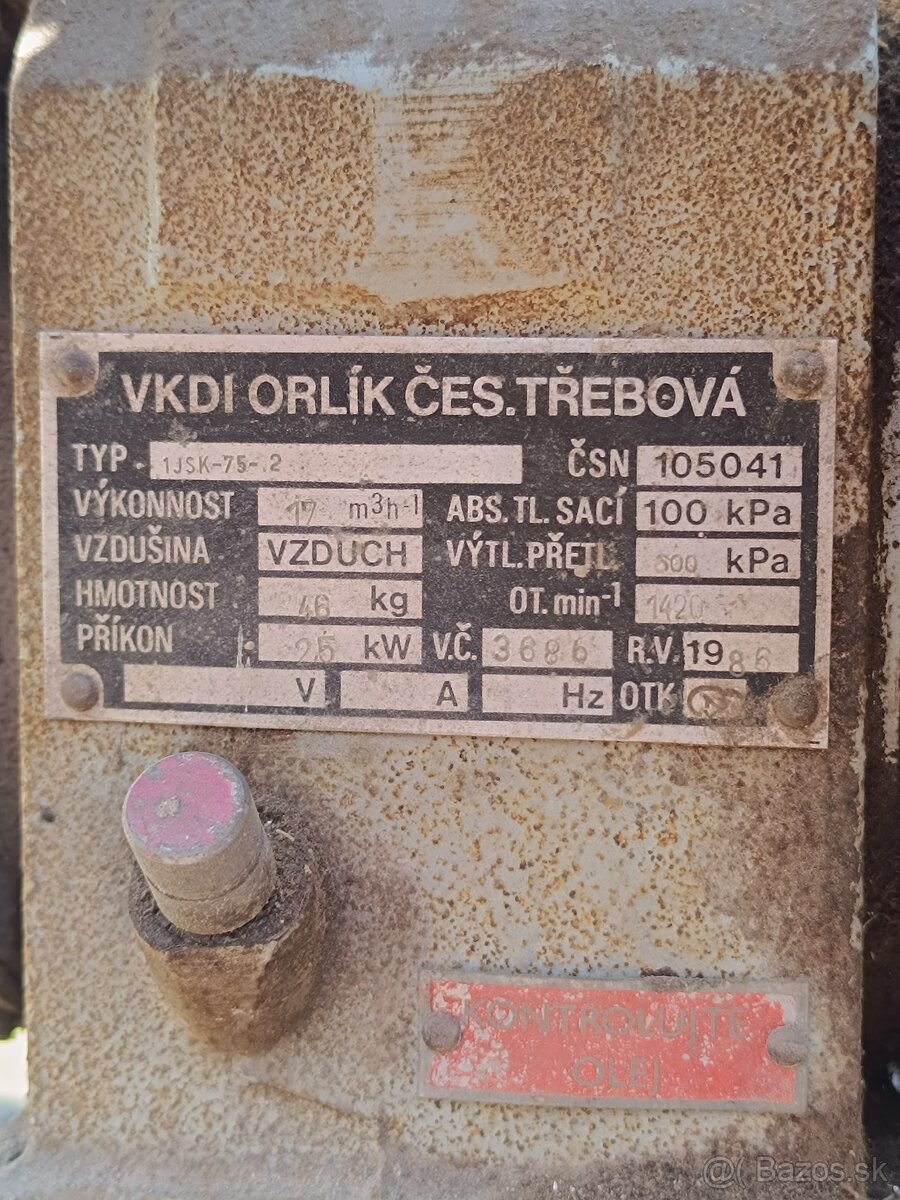 VKDI ORLÍK ČES.TŘEBOVÁ
TYP 1JSK-75-.2 ČSN 105041
VÝKONNOST 17 m3h-1 ABS. TL. SACÍ 100 kPa
VZDUŠINA VZDUCH VÝTL.PŘETL. kPa
HMOTNOST 46 kg OT. min-1 1420
PŘÍKON kW V.Č. R.V. 1986
V A Hz OTK
KONTROLUJTE
OLEJ
@( Bazos.sk